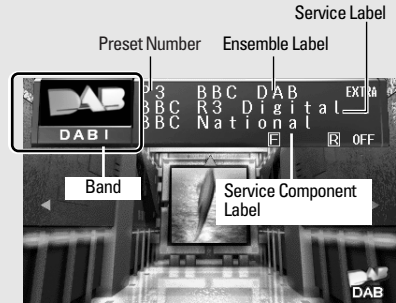 Service Label
Preset Number Ensemble Label
DAB
P3 BBC DAB EXTRA
BBC R3 Digital
BBC National
DAB I
F R OFF
Band
Service Component
Label
DAB